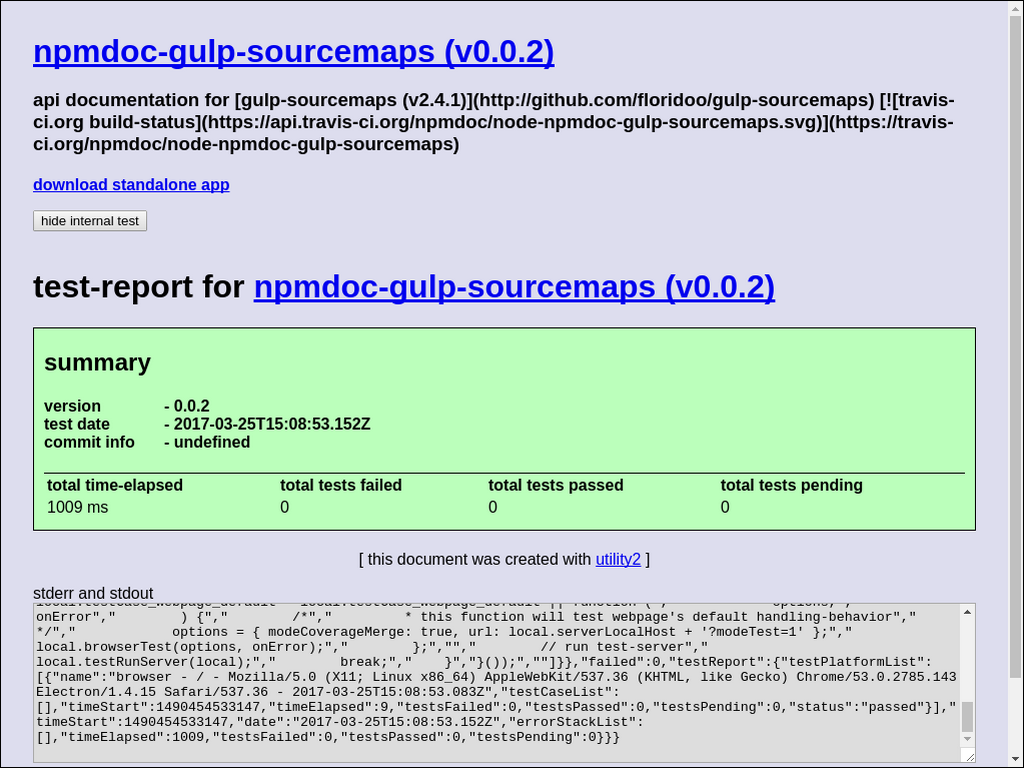 npmdoc-gulp-sourcemaps (v0.0.2)
api documentation for [gulp-sourcemaps (v2.4.1)](http://github.com/floridoo/gulp-sourcemaps) [![travis-
ci.org build-status](https://api.travis-ci.org/npmdoc/node-npmdoc-gulp-sourcemaps.svg)](https://travis-
ci.org/npmdoc/node-npmdoc-gulp-sourcemaps)
download standalone app
hide internal test
test-report for npmdoc-gulp-sourcemaps (v0.0.2)
summary
version - 0.0.2
test date - 2017-03-25T15:08:53.152Z
commit info - undefined
total time-elapsed total tests failed total tests passed total tests pending
1009 ms 0 0 0
[ this document was created with utility2 ]
stderr and stdout
onError","        ) {","        /*","         * this function will test webpage's default handling-behavior","
*/","            options = { modeCoverageMerge: true, url: local.serverLocalHost + '?modeTest=1' };","
local.browserTest(options, onError);","        };","","        // run test-server","
local.testRunServer(local);","        break;","    }","}());",""]}},"failed":0,"testReport":{"testPlatformList":
[{"name":"browser - / - Mozilla/5.0 (X11; Linux x86_64) AppleWebKit/537.36 (KHTML, like Gecko) Chrome/53.0.2785.143
Electron/1.4.15 Safari/537.36 - 2017-03-25T15:08:53.083Z","testCaseList":
[],"timeStart":1490454533147,"timeElapsed":9,"testsFailed":0,"testsPassed":0,"testsPending":0,"status":"passed"}],"
timeStart":1490454533147,"date":"2017-03-25T15:08:53.152Z","errorStackList":
[],"timeElapsed":1009,"testsFailed":0,"testsPassed":0,"testsPending":0}}}